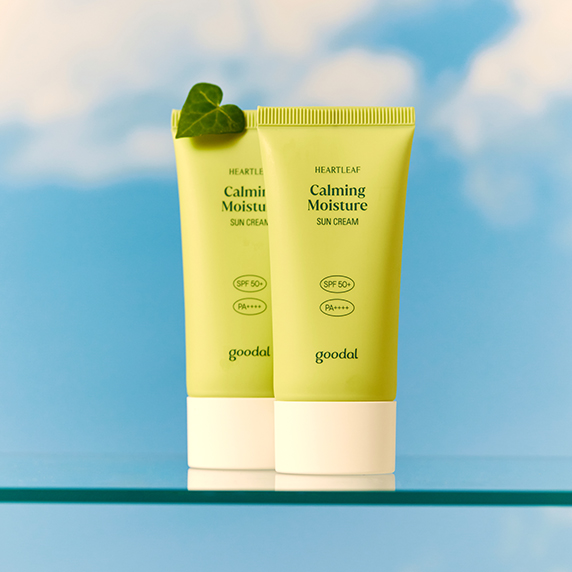 HEARTLEAF
Calming
Moisture
SUN CREAM
SPF 50+
PA++++
goodal
HEARTLEAF
Calming
Moisture
SUN CREAM
SPF 50+
PA++++
goodal